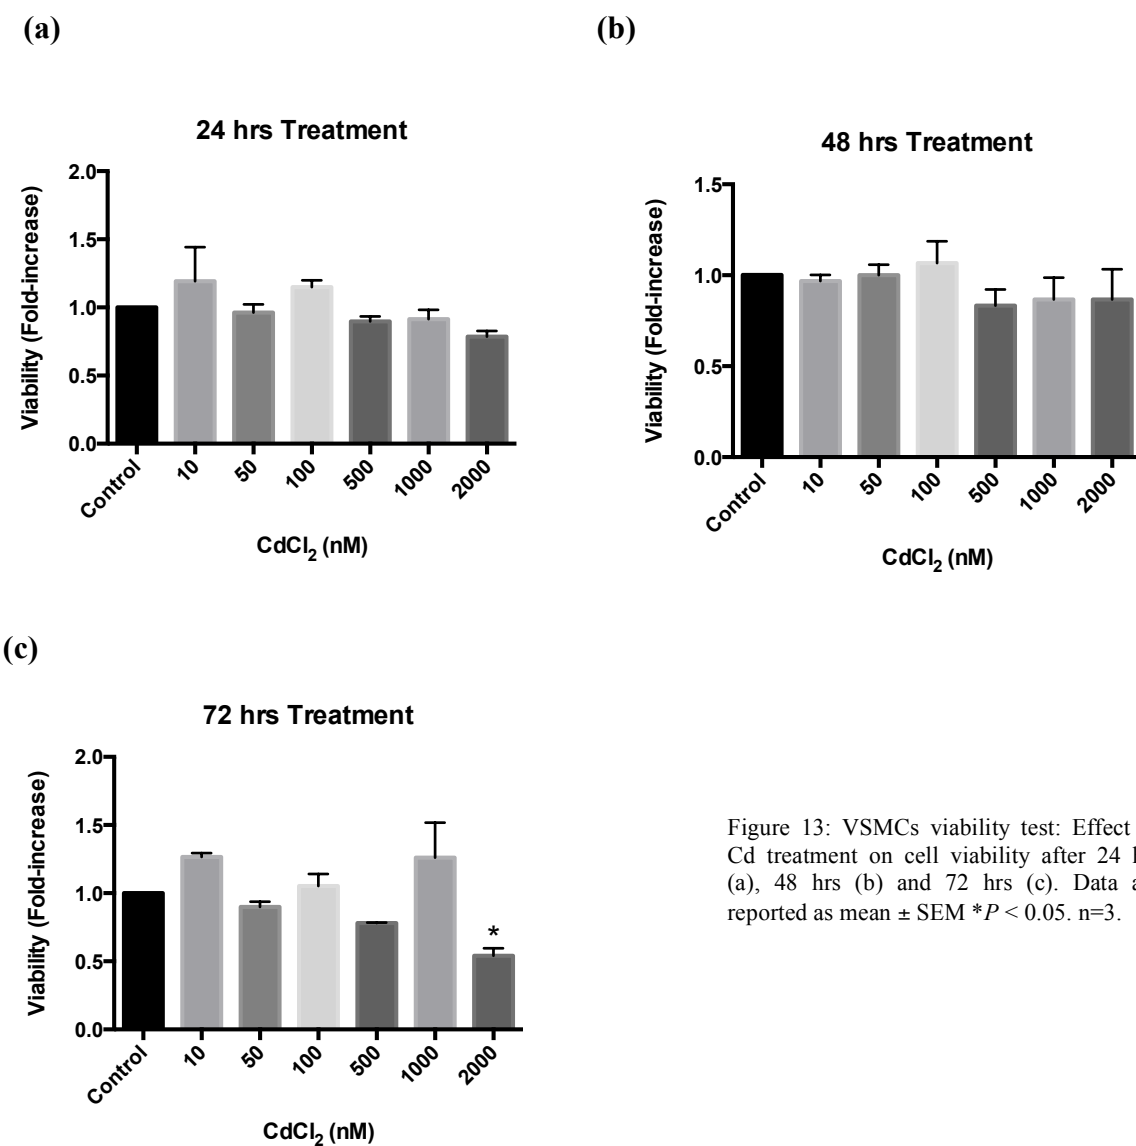 (a)
24 hrs Treatment
Viability (Fold-increase)
2.0
1.5
1.0
0.5
0.0
Control
10
50
100
500
1000
2000
CdCl₂ (nM)
(b)
48 hrs Treatment
Viability (Fold-increase)
1.5
1.0
0.5
0.0
Control
10
50
100
500
1000
2000
CdCl₂ (nM)
(c)
72 hrs Treatment
Viability (Fold-increase)
2.0
1.5
1.0
0.5
0.0
*
Control
10
50
100
500
1000
2000
CdCl₂ (nM)
Figure 13: VSMCs viability test: Effect
Cd treatment on cell viability after 24
(a), 48 hrs (b) and 72 hrs (c). Data
reported as mean ± SEM *P < 0.05. n=3.